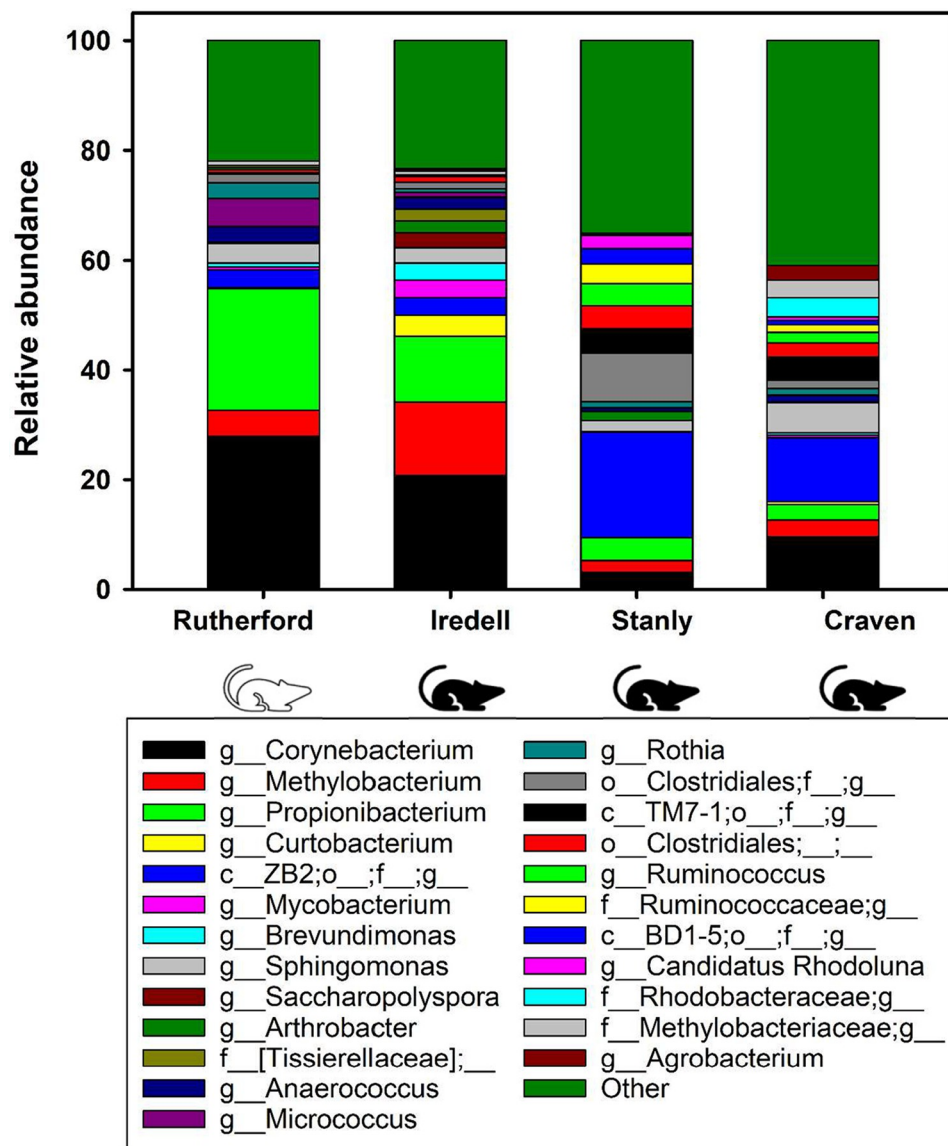 Relative abundance
100
80
60
40
20
0
Rutherford Iredell Stanly Craven
g__Corynebacterium
g__Methylobacterium
g__Propionibacterium
g__Curtobacterium
c__ZB2;o__;f__;g__
g__Mycobacterium
g__Brevundimonas
g__Sphingomonas
g__Saccharopolyspora
g__Arthrobacter
f__[Tissierellaceae];__
g__Anaerococcus
g__Micrococcus
g__Rothia
o__Clostridiales;f__;g__
c__TM7-1;o__;f__;g__
o__Clostridiales;__;__
g__Ruminococcus
f__Ruminococcaceae;g__
c__BD1-5;o__;f__;g__
g__Candidatus Rhodoluna
f__Rhodobacteraceae;g__
f__Methylobacteriaceae;g__
g__Agrobacterium
Other